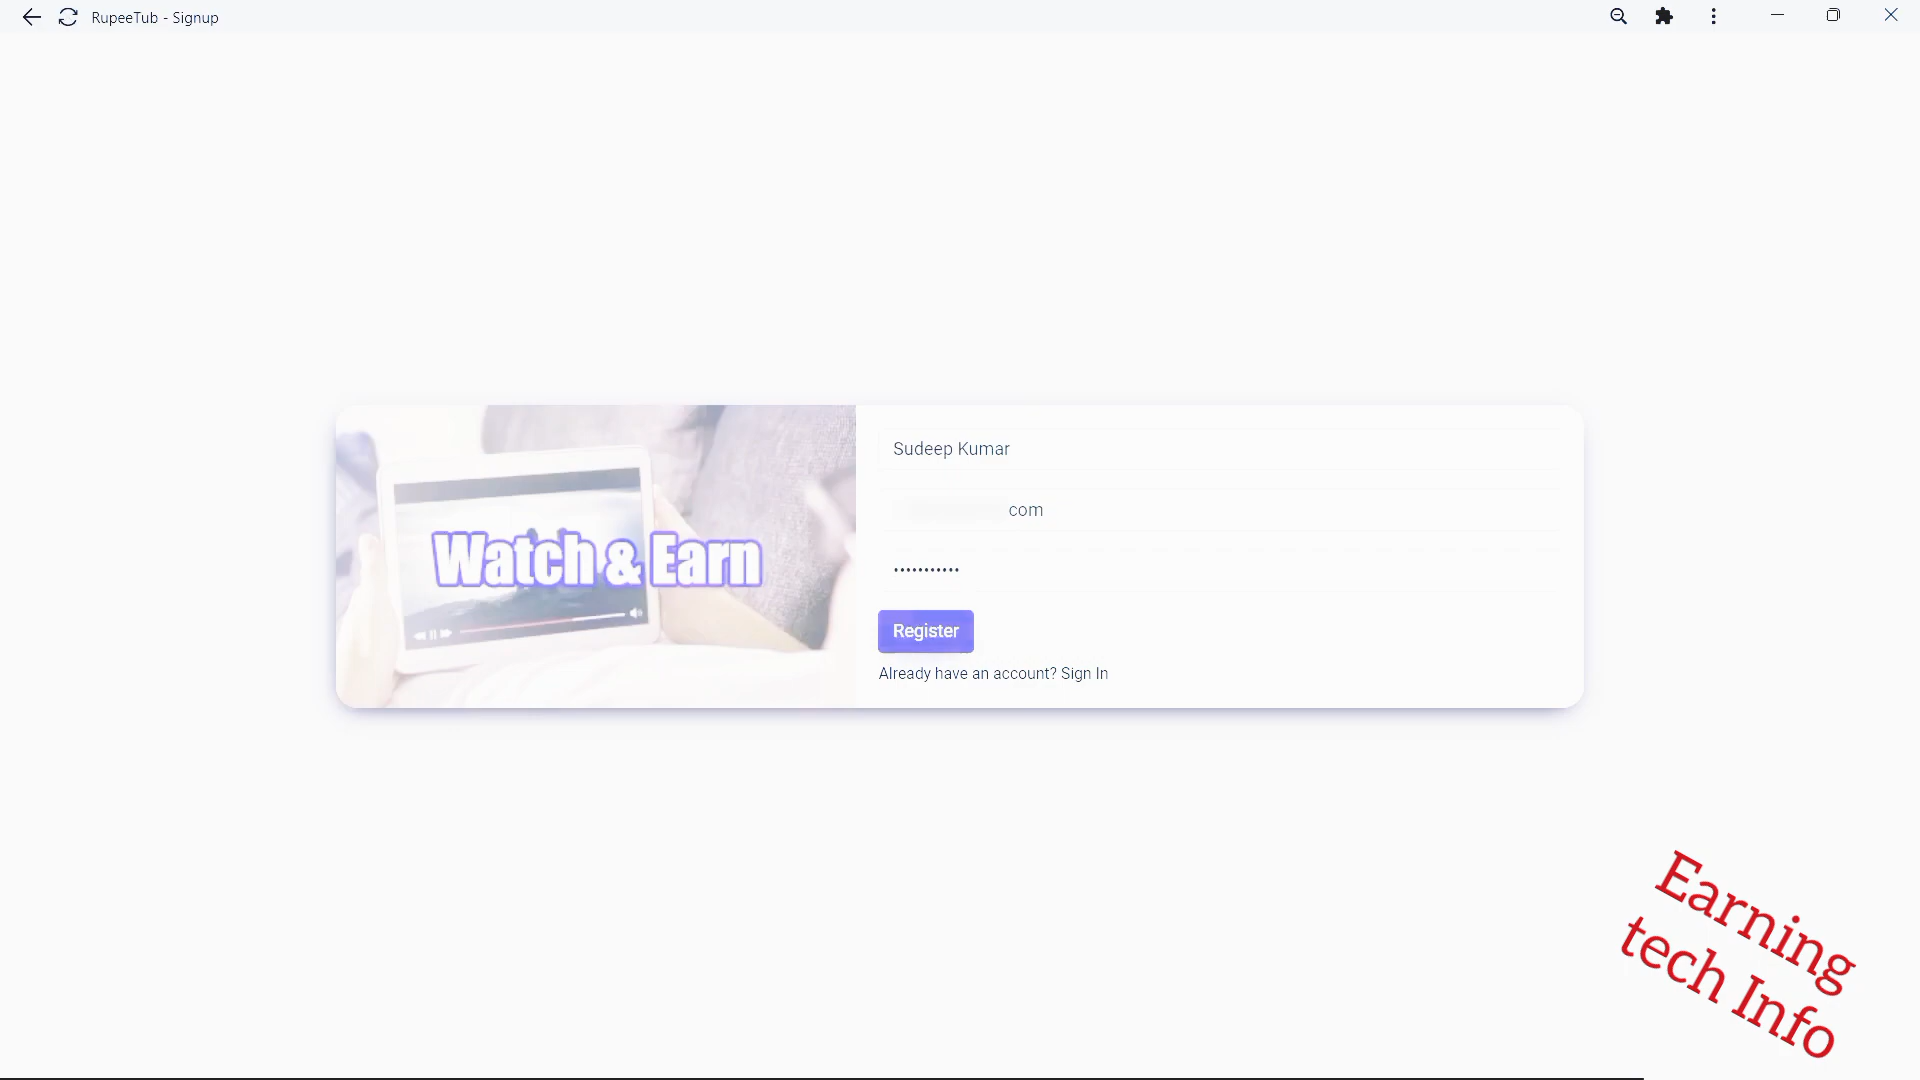 RupeeTub - Signup
Sudeep Kumar
com
Watch & Earn
•••••••••••
Register
Already have an account? Sign In
Earning
tech Info